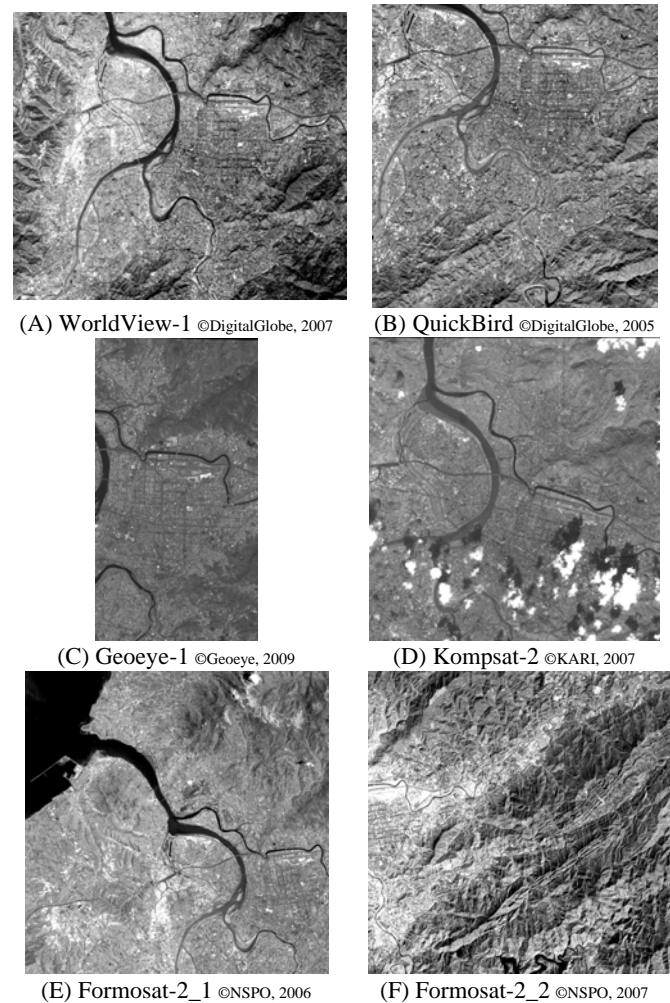 (A) WorldView-1 ©DigitalGlobe, 2007
(B) QuickBird ©DigitalGlobe, 2005
(C) Geoeye-1 ©Geoeye, 2009
(D) Kompsat-2 ©KARI, 2007
(E) Formosat-2_1 ©NSPO, 2006
(F) Formosat-2_2 ©NSPO, 2007